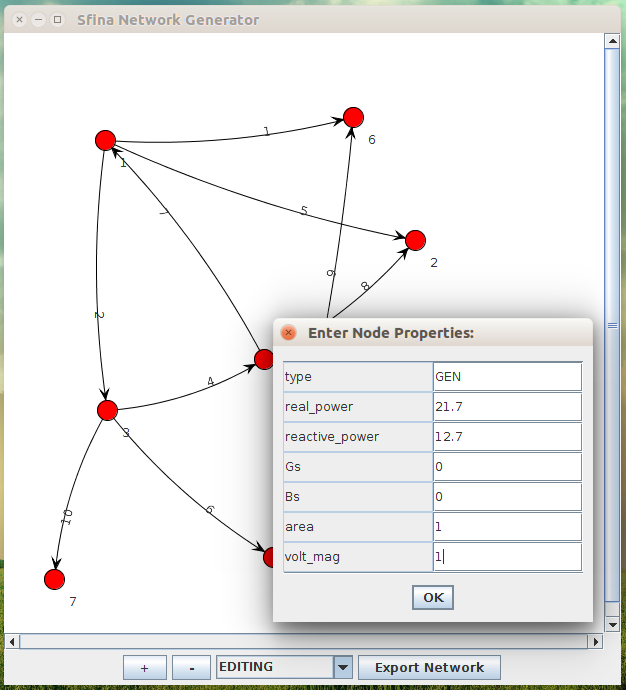 Sfina Network Generator
1
6
1
5
7
2
9
8
2
Enter Node Properties:
4
3
type GEN
real_power 21.7
reactive_power 12.7
Gs 0
Bs 0
area 1
volt_mag 1
6
10
7
OK
+ - EDITING Export Network